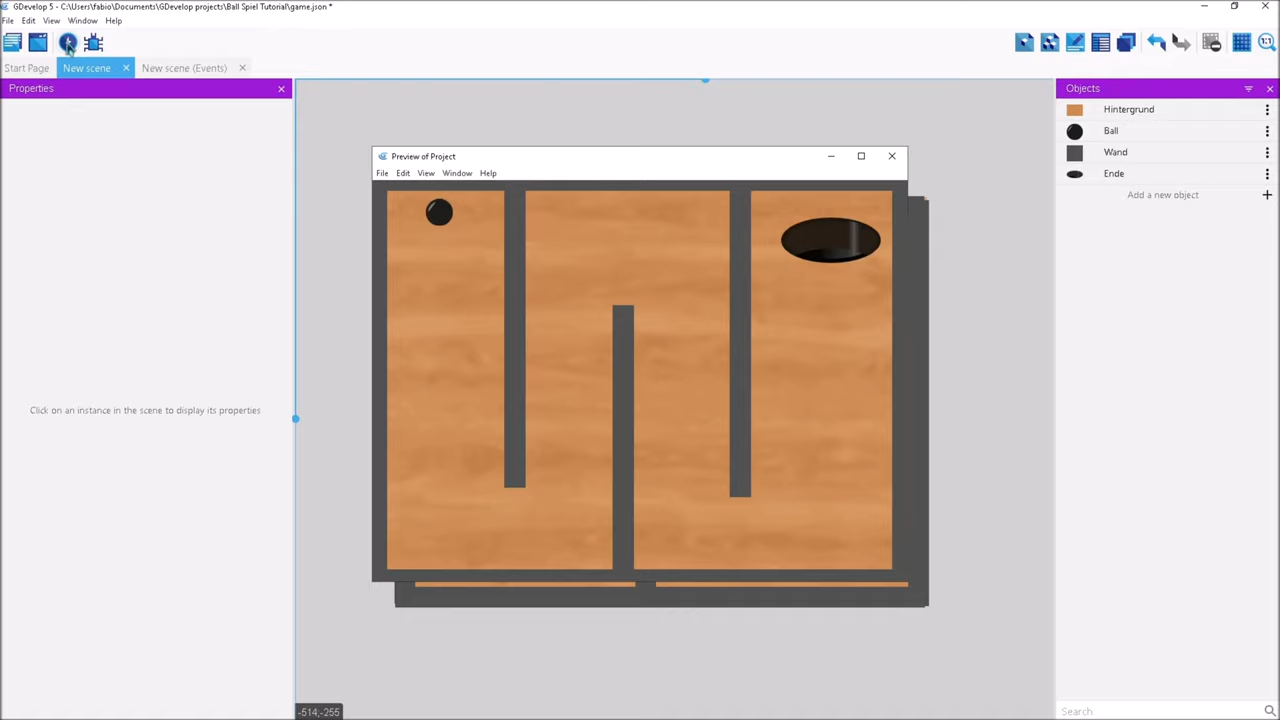 GDevelop 5 - C:\Users\fabio\Documents\GDevelop projects\Ball Spiel Tutorial\game.json *
File Edit View Window Help
Start Page New scene × New scene (Events) ×
Properties
Click on an instance in the scene to display its properties
Preview of Project
File Edit View Window Help
Objects
Hintergrund
Ball
Wand
Ende
Add a new object
1:1
-514;-255
Search